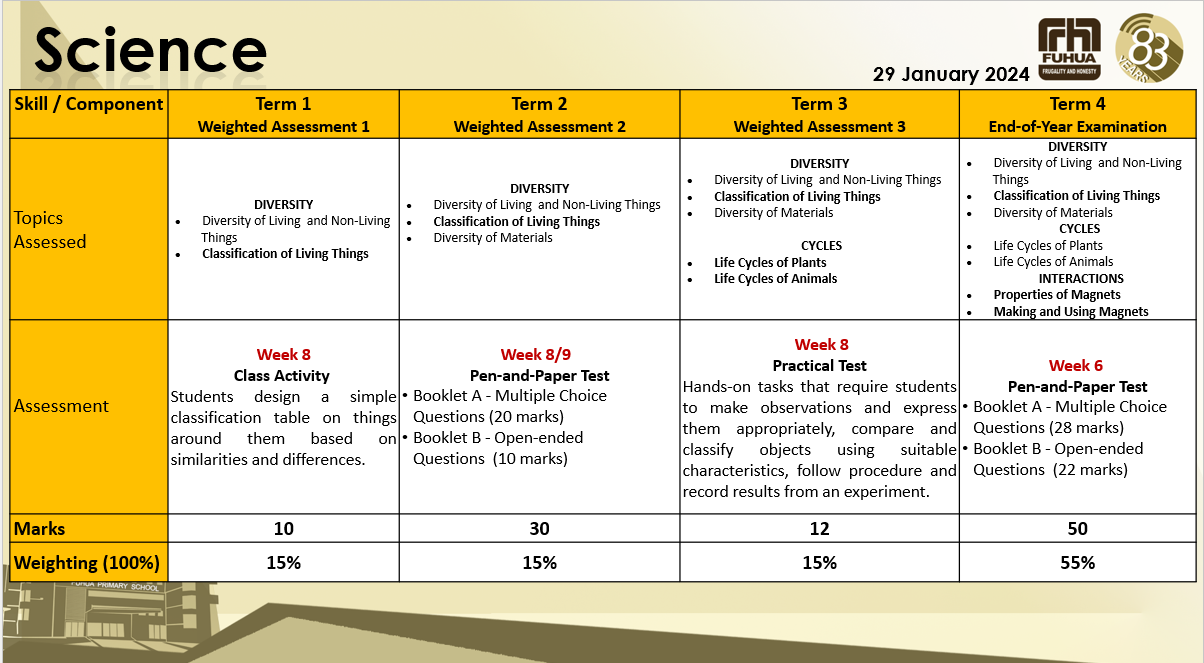 Science
29 January 2024
FUHUA
FRUGALITY AND HONESTY
83
YEARS
Skill / Component
Term 1
Weighted Assessment 1
Term 2
Weighted Assessment 2
Term 3
Weighted Assessment 3
Term 4
End-of-Year Examination
Topics
Assessed
DIVERSITY
• Diversity of Living and Non-Living
Things
• Classification of Living Things
DIVERSITY
• Diversity of Living and Non-Living Things
• Classification of Living Things
• Diversity of Materials
DIVERSITY
• Diversity of Living and Non-Living Things
• Classification of Living Things
• Diversity of Materials
CYCLES
• Life Cycles of Plants
• Life Cycles of Animals
DIVERSITY
• Diversity of Living and Non-Living
Things
• Classification of Living Things
• Diversity of Materials
CYCLES
• Life Cycles of Plants
• Life Cycles of Animals
INTERACTIONS
• Properties of Magnets
• Making and Using Magnets
Assessment
Week 8
Class Activity
Students design a simple
classification table on things
around them based on
similarities and differences.
Week 8/9
Pen-and-Paper Test
• Booklet A - Multiple Choice
Questions (20 marks)
• Booklet B - Open-ended
Questions (10 marks)
Week 8
Practical Test
Hands-on tasks that require students
to make observations and express
them appropriately, compare and
classify objects using suitable
characteristics, follow procedure and
record results from an experiment.
Week 6
Pen-and-Paper Test
• Booklet A - Multiple Choice
Questions (28 marks)
• Booklet B - Open-ended
Questions (22 marks)
Marks
10
30
12
50
Weighting (100%)
15%
15%
15%
55%
FUHUA PRIMARY SCHOOL